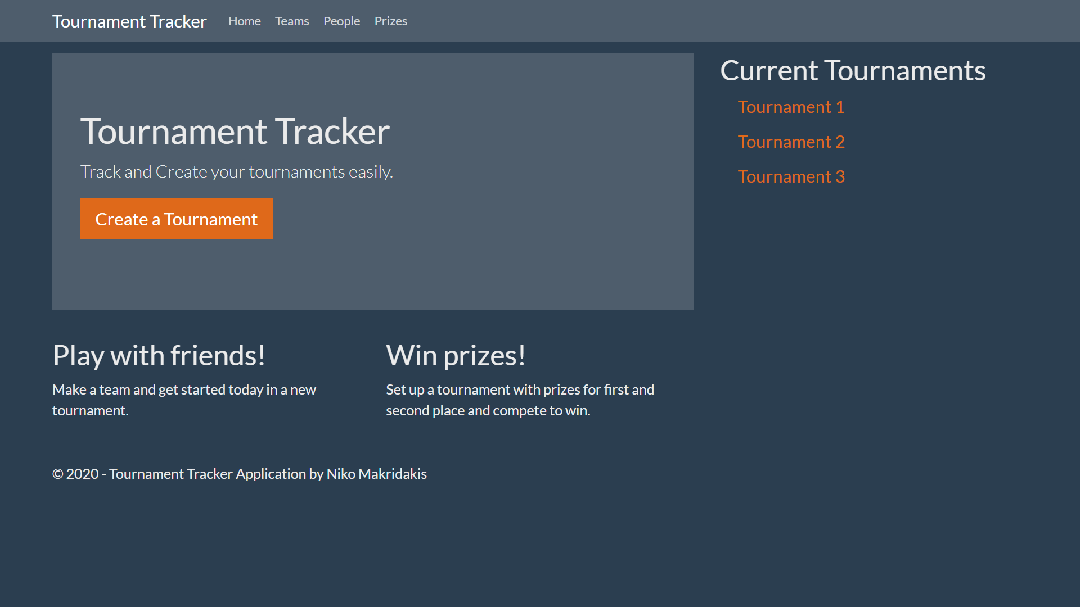 Tournament Tracker Home Teams People Prizes
Tournament Tracker
Track and Create your tournaments easily.
Create a Tournament
Current Tournaments
Tournament 1
Tournament 2
Tournament 3
Play with friends!
Make a team and get started today in a new
tournament.
Win prizes!
Set up a tournament with prizes for first and
second place and compete to win.
© 2020 - Tournament Tracker Application by Niko Makridakis